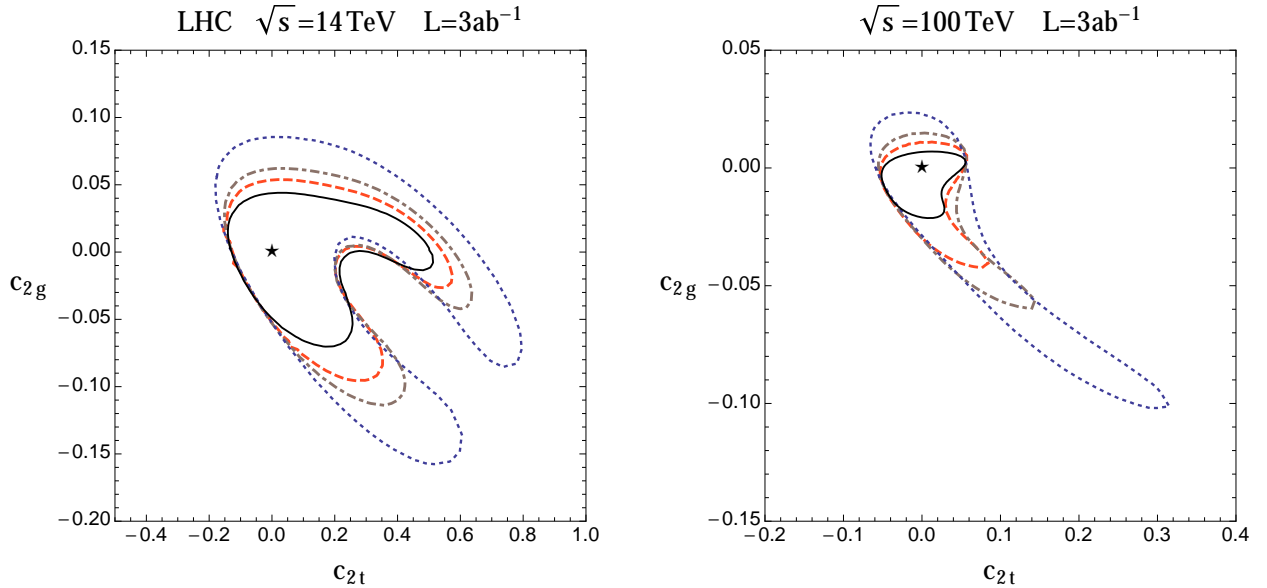 LHC √s =14 TeV L=3ab⁻¹
0.15
0.10
0.05
0.00
−0.05
−0.10
−0.15
−0.20
c₂g
−0.4 −0.2 0.0 0.2 0.4 0.6 0.8 1.0
c₂t
√s =100 TeV L=3ab⁻¹
0.05
0.00
−0.05
−0.10
−0.15
c₂g
−0.2 −0.1 0.0 0.1 0.2 0.3 0.4
c₂t